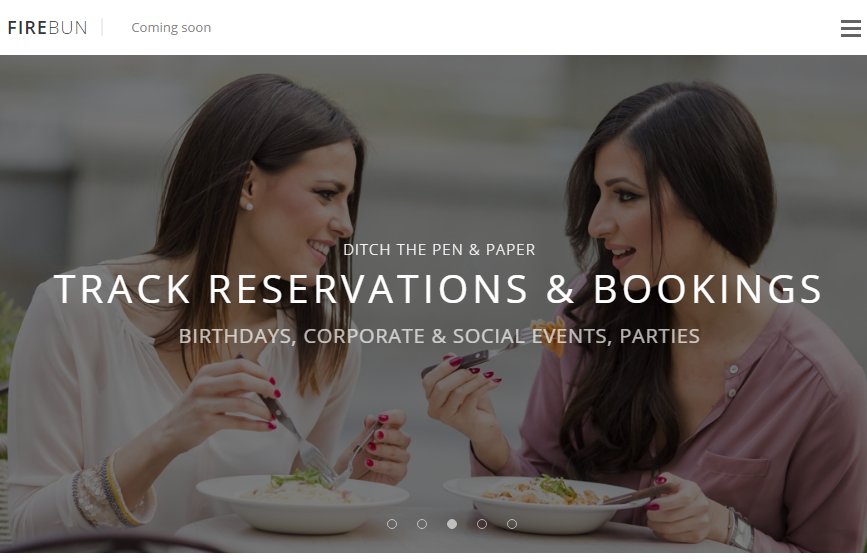 FIREBUN Coming soon
DITCH THE PEN & PAPER
TRACK RESERVATIONS & BOOKINGS
BIRTHDAYS, CORPORATE & SOCIAL EVENTS, PARTIES